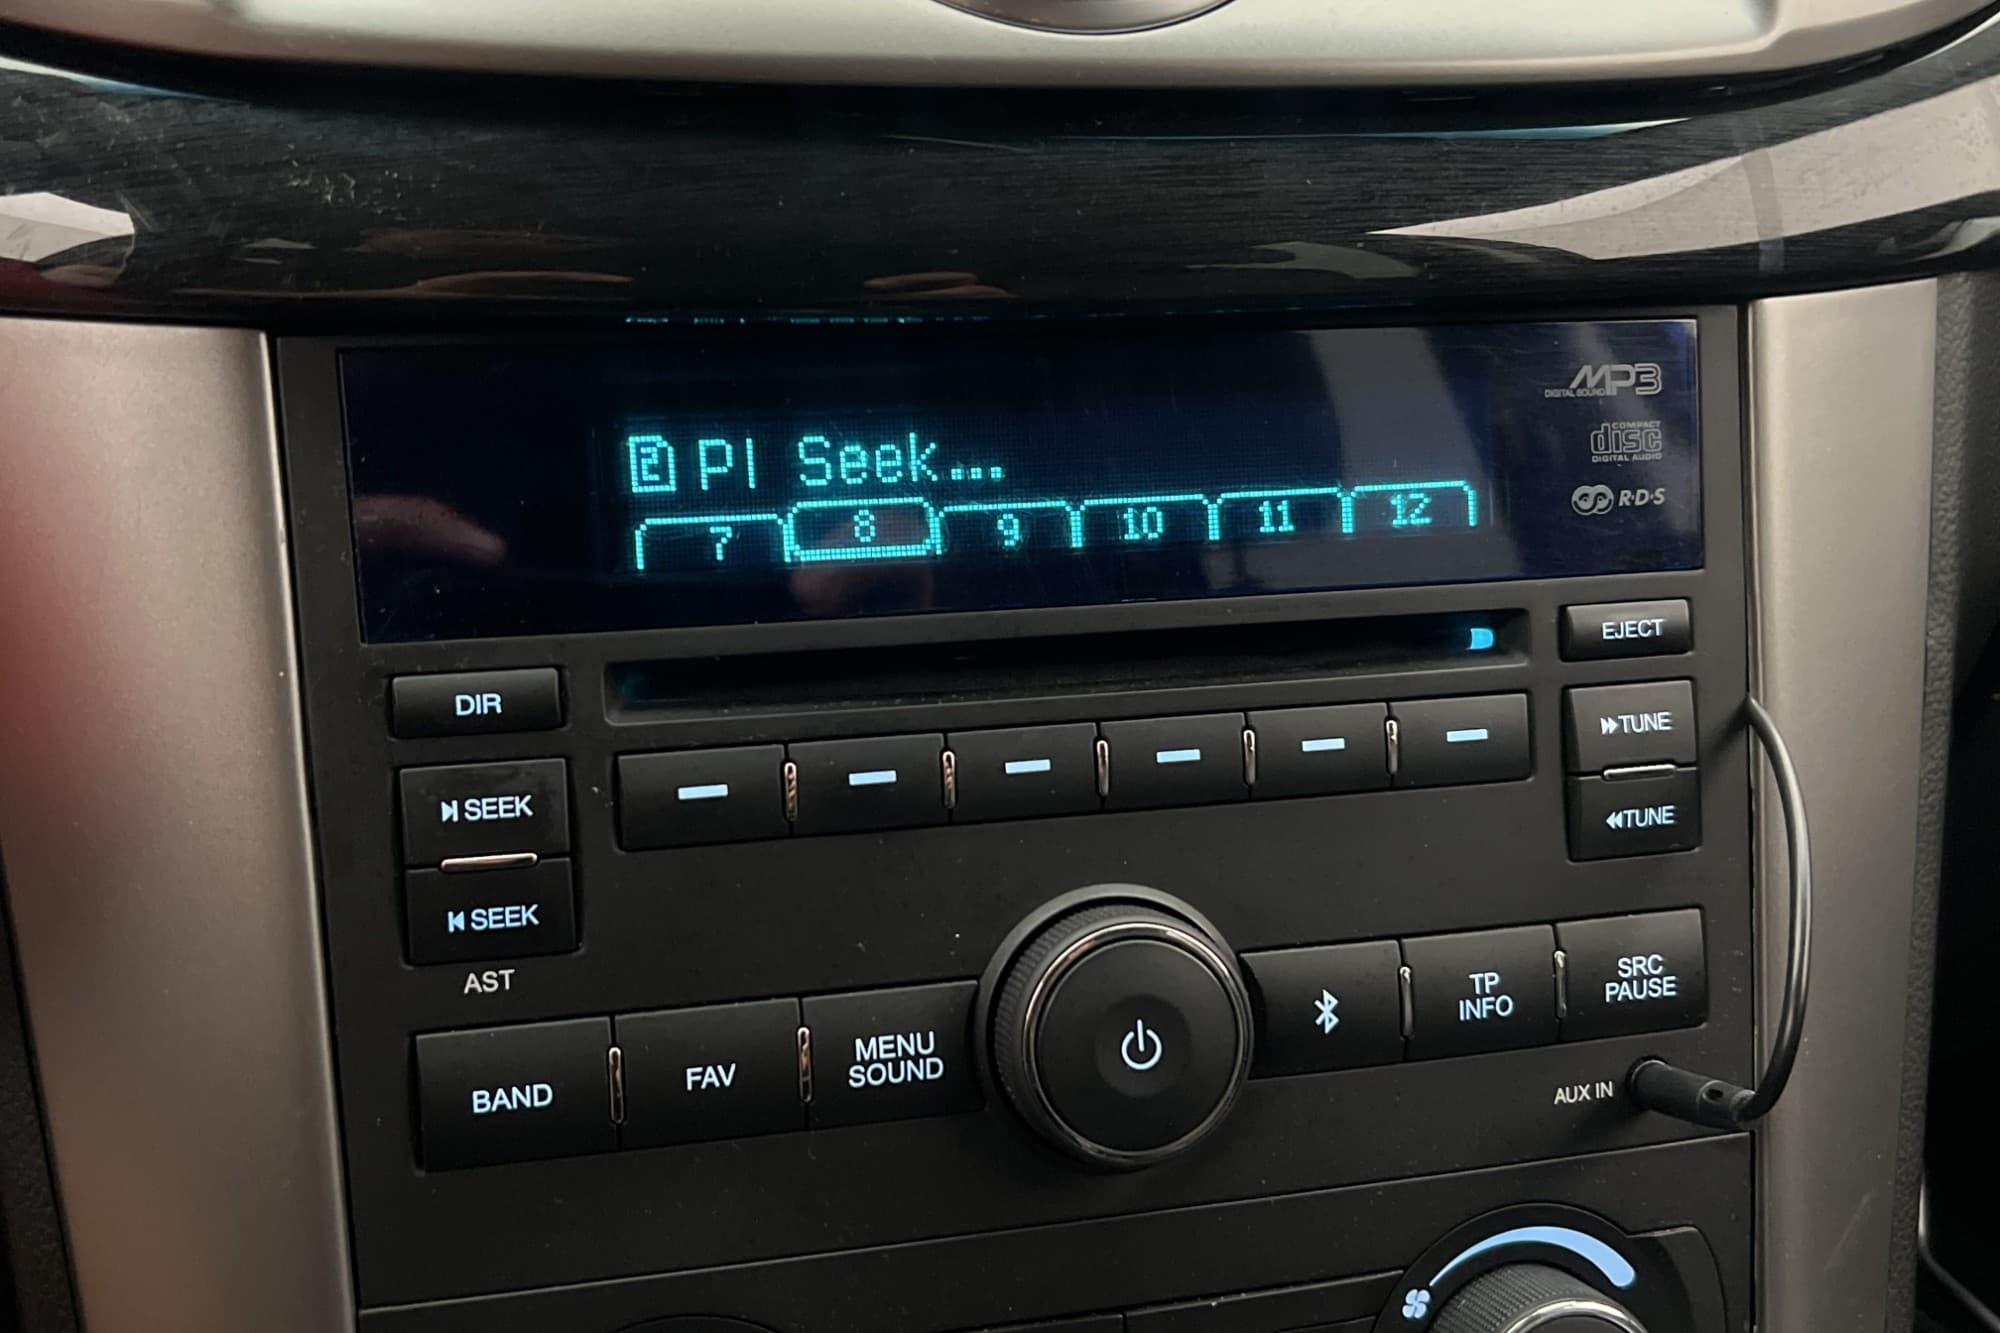 MP3
DIGITAL SOUND
COMPACT
disc
DIGITAL AUDIO
R·D·S
2 PI Seek...
7 8 9 10 11 12
EJECT
DIR
TUNE
TUNE
SEEK
SEEK
AST
BAND
FAV
MENU
SOUND
TP
INFO
SRC
PAUSE
AUX IN